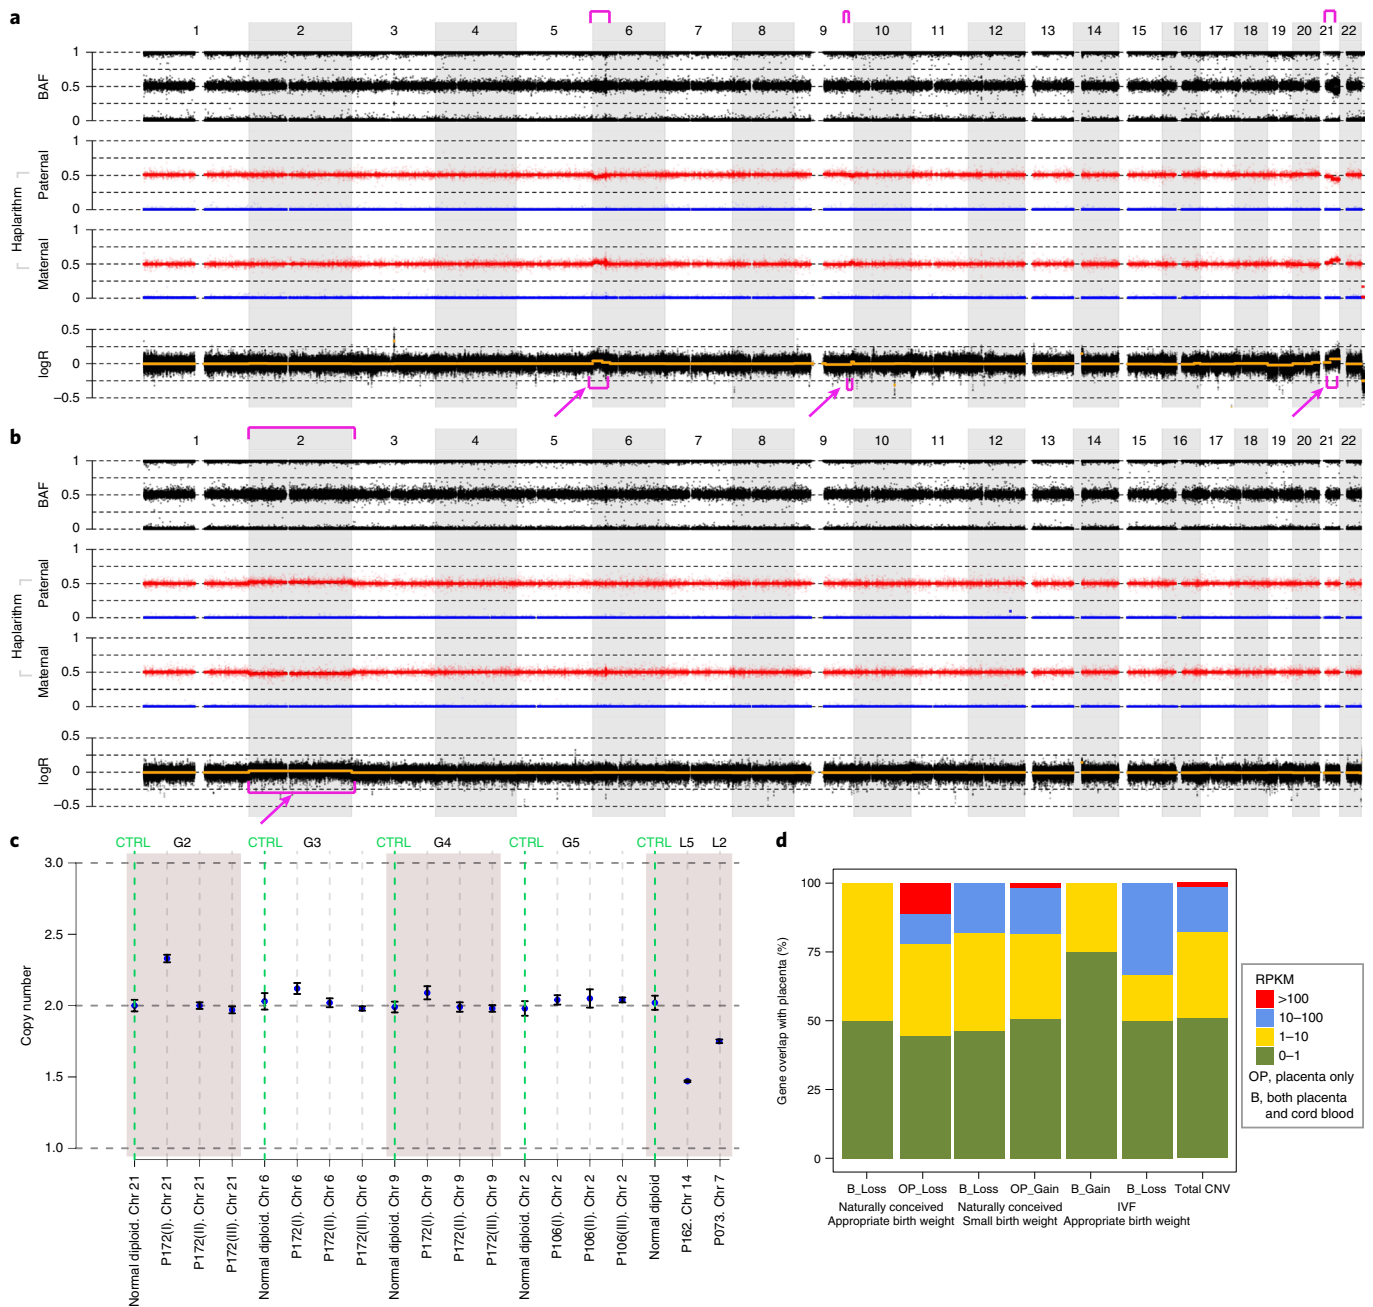 a
1 2 3 4 5 6 7 8 9 10 11 12 13 14 15 16 17 18 19 20 21 22
BAF
1
0.5
0
Haplarithm
Paternal
1
0.5
0
Maternal
1
0.5
0
logR
0.5
0
−0.5
b
1 2 3 4 5 6 7 8 9 10 11 12 13 14 15 16 17 18 19 20 21 22
BAF
1
0.5
0
Haplarithm
Paternal
1
0.5
0
Maternal
1
0.5
0
logR
0.5
0
−0.5
c
CTRL G2 CTRL G3 CTRL G4 CTRL G5 CTRL L5 L2
Copy number
3.0
2.5
2.0
1.5
1.0
Normal diploid. Chr 21
P172(I). Chr 21
P172(II). Chr 21
P172(III). Chr 21
Normal diploid. Chr 6
P172(I). Chr 6
P172(II). Chr 6
P172(III). Chr 6
Normal diploid. Chr 9
P172(I). Chr 9
P172(II). Chr 9
P172(III). Chr 9
Normal diploid. Chr 2
P106(I). Chr 2
P106(II). Chr 2
P106(III). Chr 2
Normal diploid
P162. Chr 14
P073. Chr 7
d
Gene overlap with placenta (%)
100
75
50
25
0
B_Loss OP_Loss B_Loss OP_Gain B_Gain B_Loss Total CNV
Naturally conceived Naturally conceived IVF
Appropriate birth weight Small birth weight Appropriate birth weight
RPKM
>100
10–100
1–10
0–1
OP, placenta only
B, both placenta
and cord blood